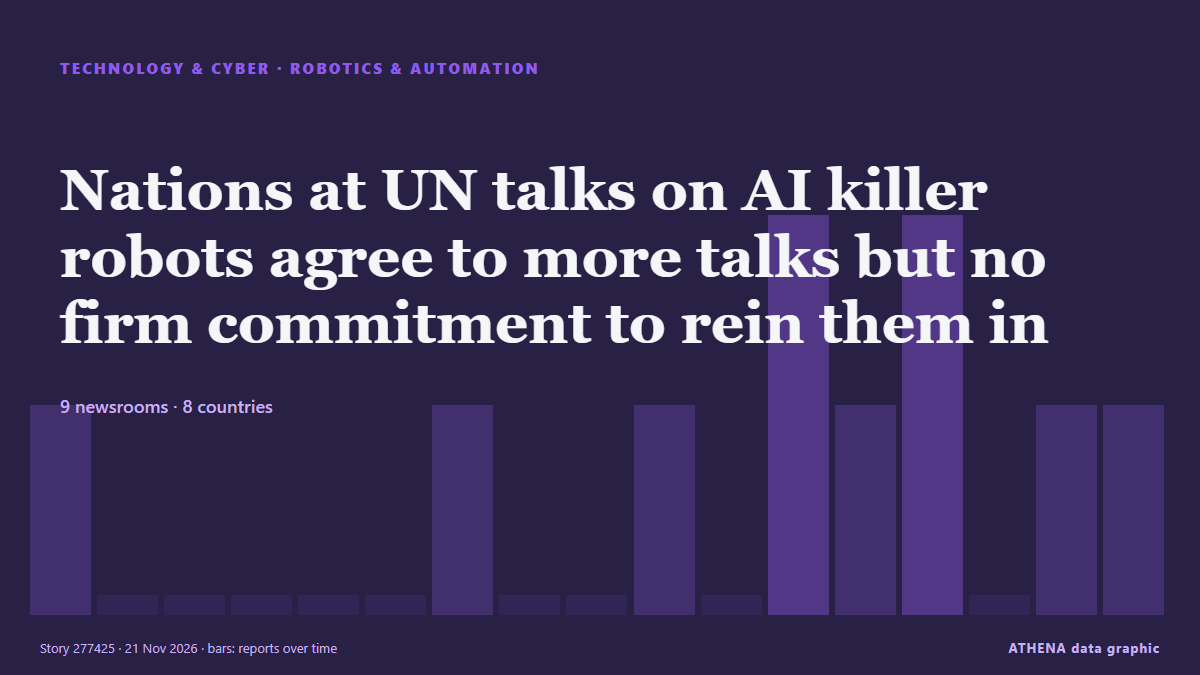 TECHNOLOGY & CYBER · ROBOTICS & AUTOMATION
Nations at UN talks on AI killer
robots agree to more talks but no
firm commitment to rein them in
9 newsrooms · 8 countries
Story 277425 · 21 Nov 2026 · bars: reports over time
ATHENA data graphic